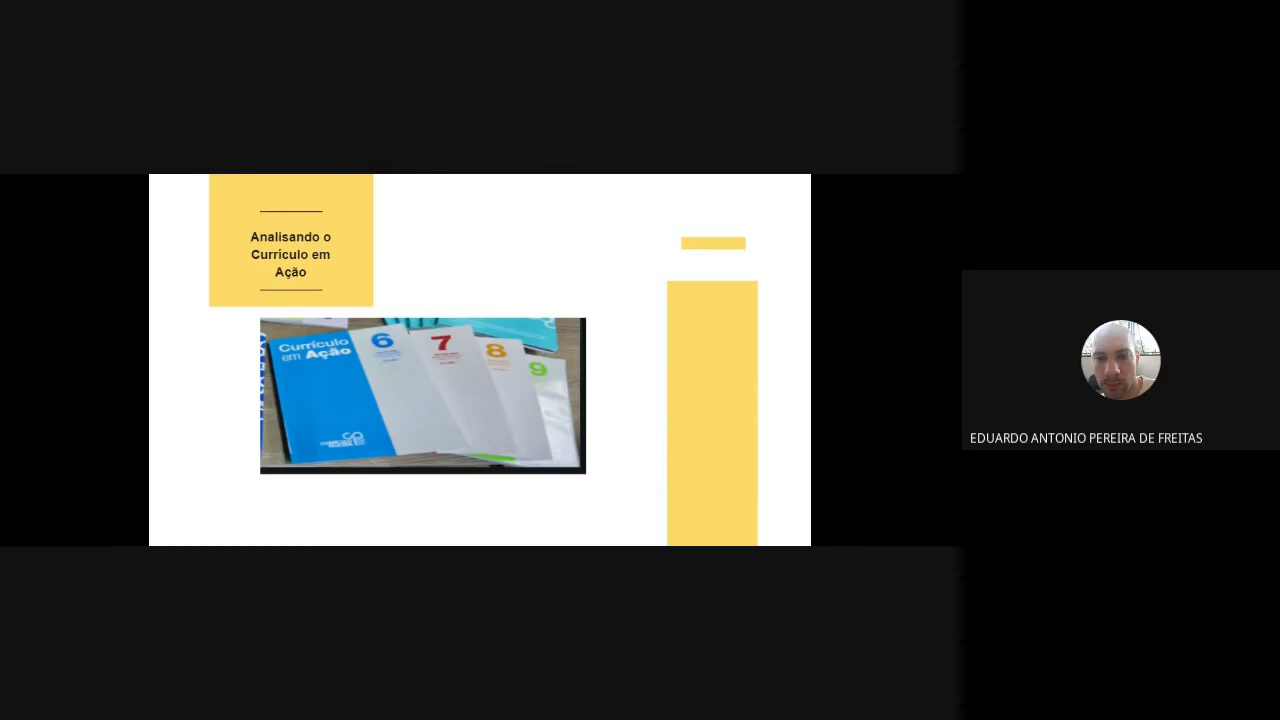 Analisando o
Currículo em
Ação
Currículo
em Ação
6
7
8
9
EDUARDO ANTONIO PEREIRA DE FREITAS